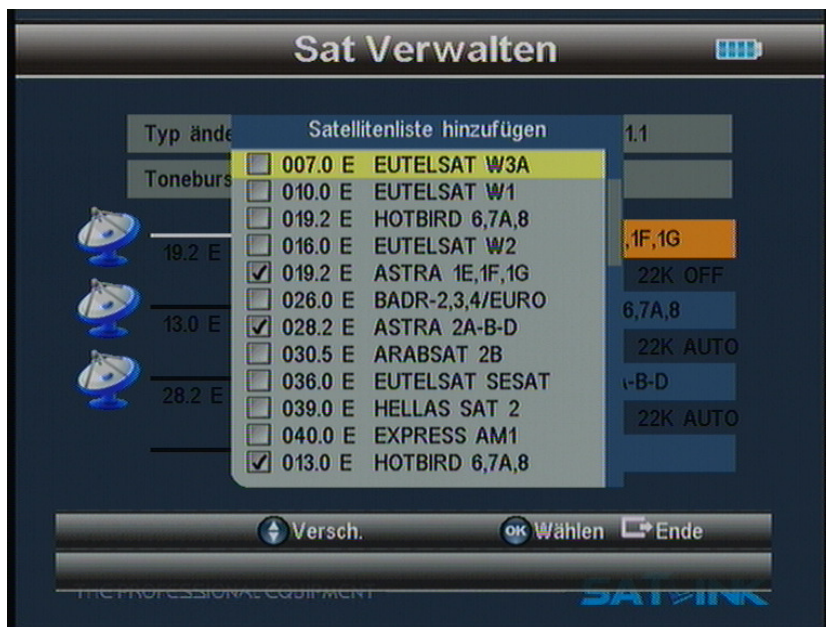 Sat Verwalten
Typ ände
1.1
Satellitenliste hinzufügen
Toneburs
007.0 E EUTELSAT W3A
010.0 E EUTELSAT W1
019.2 E HOTBIRD 6,7A,8
016.0 E EUTELSAT W2
019.2 E ASTRA 1E,1F,1G
026.0 E BADR-2,3,4/EURO
028.2 E ASTRA 2A-B-D
030.5 E ARABSAT 2B
036.0 E EUTELSAT SESAT
039.0 E HELLAS SAT 2
040.0 E EXPRESS AM1
013.0 E HOTBIRD 6,7A,8
19.2 E
,1F,1G
22K OFF
13.0 E
6,7A,8
22K AUTO
28.2 E
-B-D
22K AUTO
Versch.
OK Wählen
Ende
THE PROFESSIONAL EQUIPMENT
SATLINK